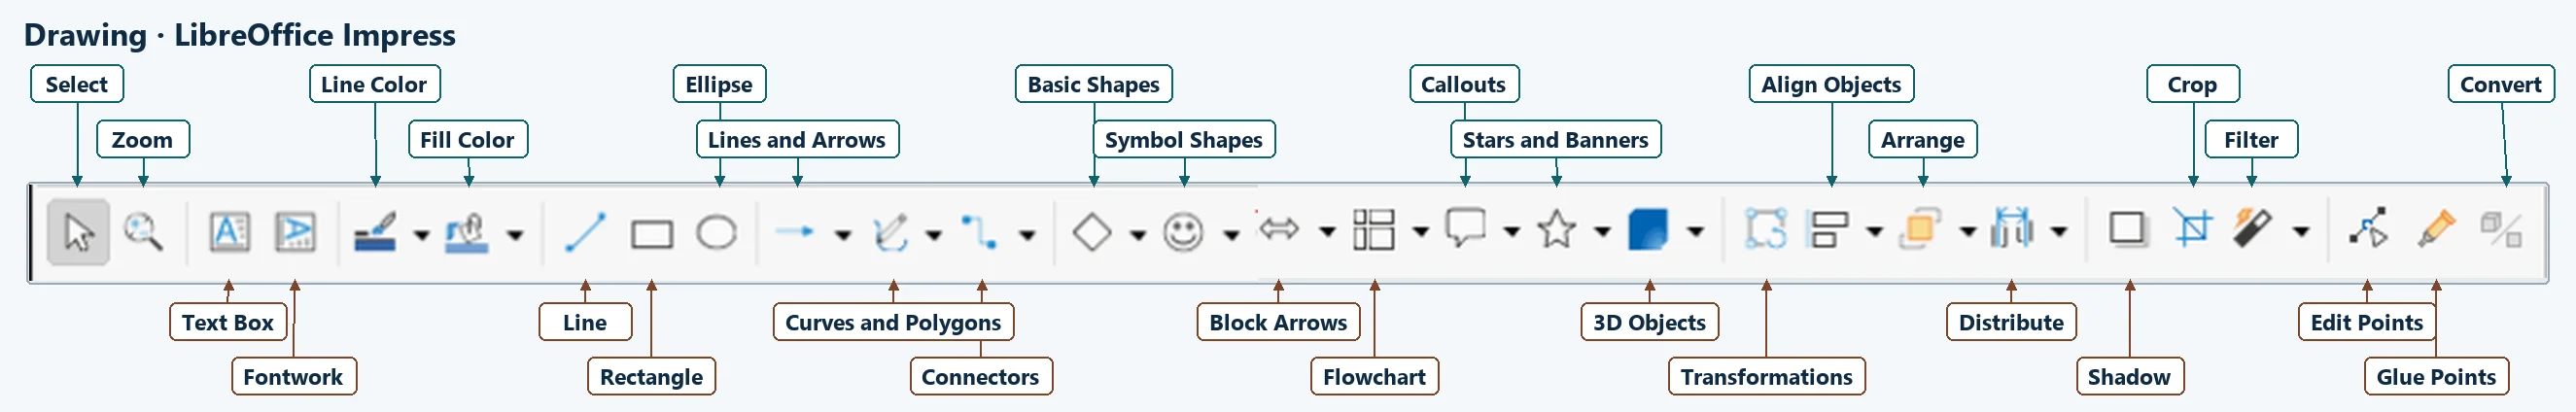 Drawing · LibreOffice Impress
Select
Line Color
Ellipse
Basic Shapes
Callouts
Align Objects
Crop
Convert
Zoom
Fill Color
Lines and Arrows
Symbol Shapes
Stars and Banners
Arrange
Filter
Text Box
Line
Curves and Polygons
Block Arrows
3D Objects
Distribute
Edit Points
Fontwork
Rectangle
Connectors
Flowchart
Transformations
Shadow
Glue Points